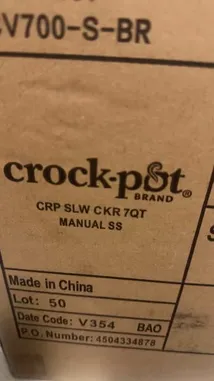 V700-S-BR
crock-pot®
BRAND
CRP SLW CKR 7QT
MANUAL SS
Made in China
Lot: 50
Date Code: V354 BAO
P.O. Number: 4504334678